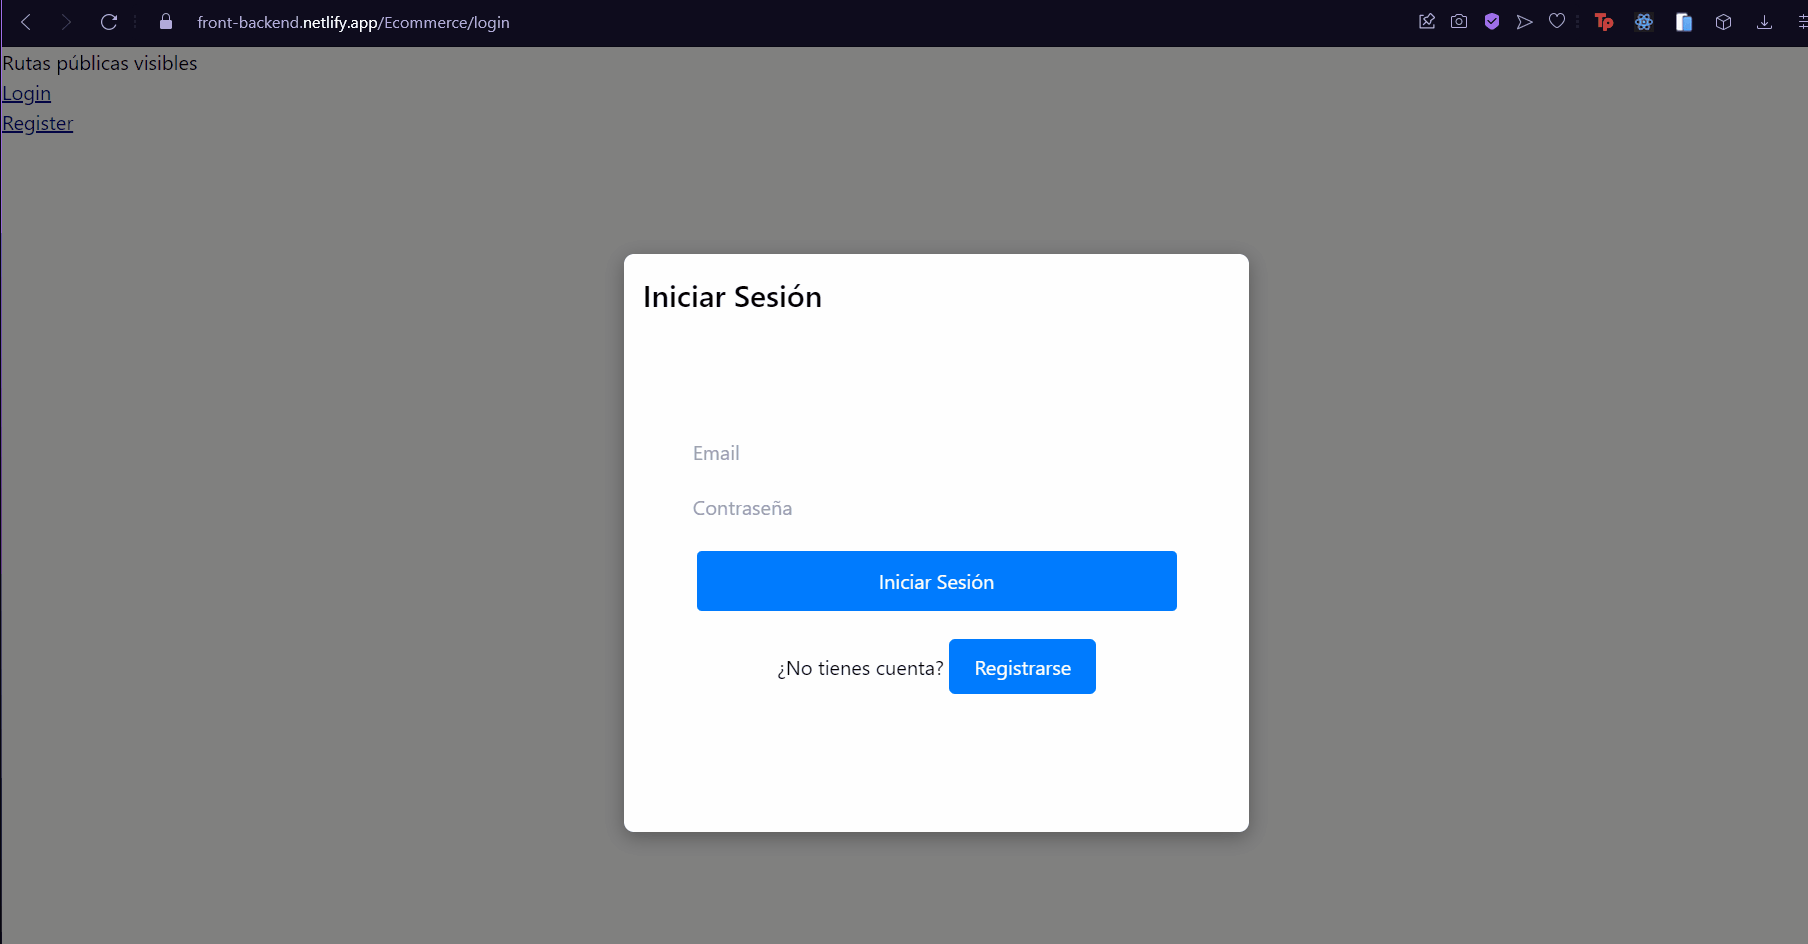 front-backend.netlify.app/Ecommerce/login
Tp
Rutas públicas visibles
Login
Register
Iniciar Sesión
Email
Contraseña
Iniciar Sesión
¿No tienes cuenta? Registrarse